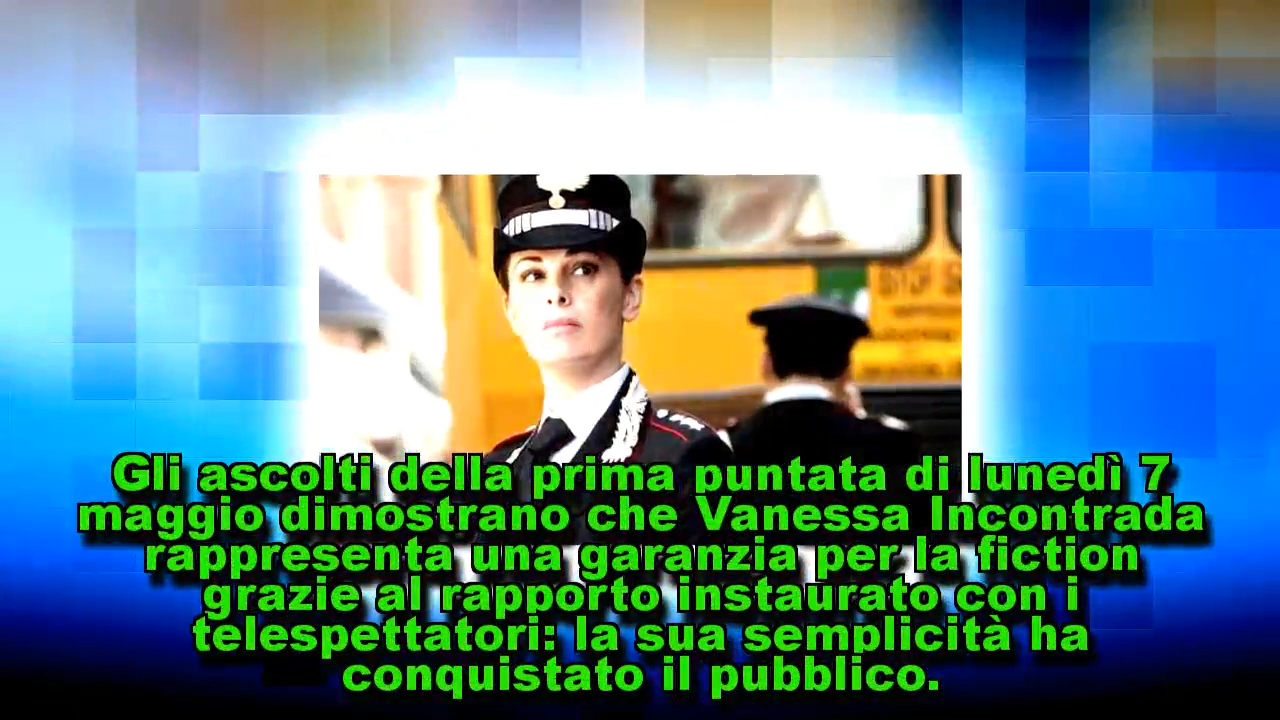 Gli ascolti della prima puntata di lunedì 7
maggio dimostrano che Vanessa Incontrada
rappresenta una garanzia per la fiction
grazie al rapporto instaurato con i
telespettatori: la sua semplicità ha
conquistato il pubblico.